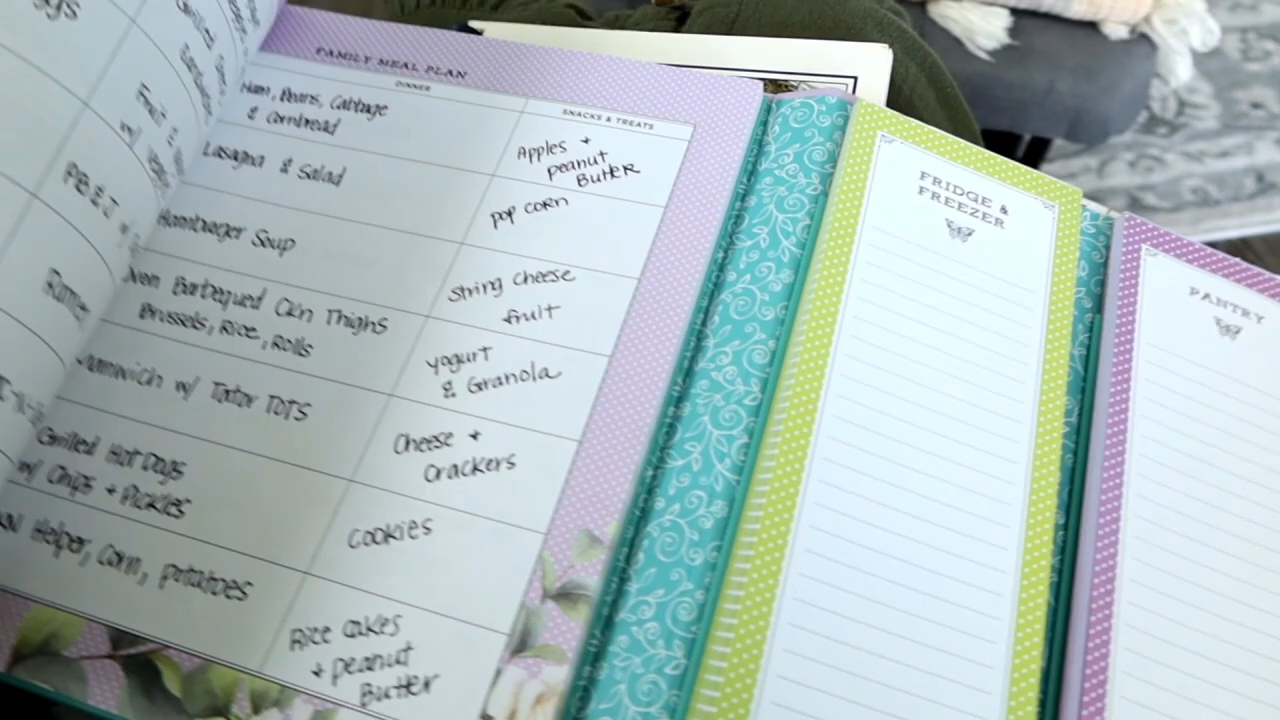 FAMILY MEAL PLAN
DINNER
SNACKS & TREATS
Ham, Beans, Cabbage
& Cornbread
Apples +
peanut
Butter
Lasagna & Salad
pop corn
Hamburger Soup
String Cheese
fruit
Oven Barbequed Ckn Thighs
Brussels, Rice, Rolls
yogurt
& Granola
w/ Tator TOTS
Cheese +
Crackers
Grilled Hot Dogs
w/ Chips + Pickles
Cookies
Helper, Corn, potatoes
Rice cakes
+ peanut
Butter
FRIDGE &
FREEZER
PANTRY